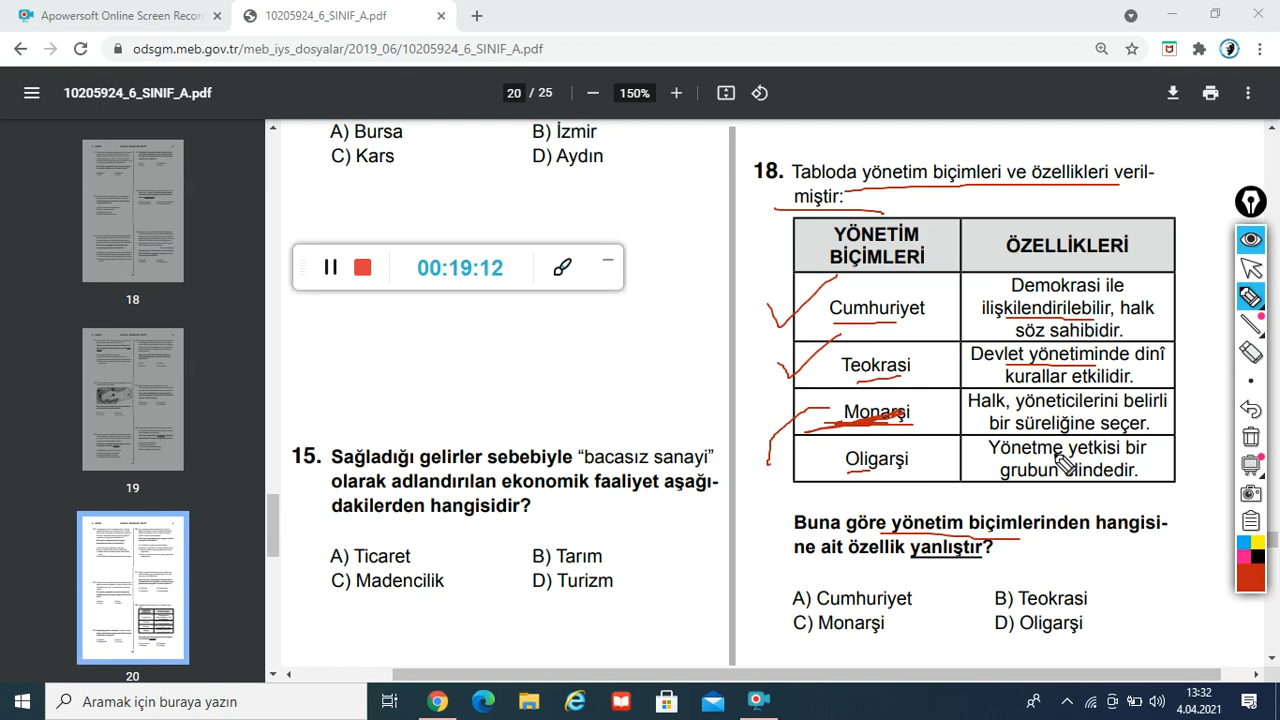 Apowersoft Online Screen Recor
10205924_6_SINIF_A.pdf
odsgm.meb.gov.tr/meb_iys_dosyalar/2019_06/10205924_6_SINIF_A.pdf
10205924_6_SINIF_A.pdf
20 / 25
150%
18
19
20
A) Bursa
B) İzmir
C) Kars
D) Aydın
00:19:12
15. Sağladığı gelirler sebebiyle “bacasız sanayi”
olarak adlandırılan ekonomik faaliyet aşağı-
dakilerden hangisidir?
A) Ticaret
B) Tarım
C) Madencilik
D) Turizm
18. Tabloda yönetim biçimleri ve özellikleri veril-
miştir:
YÖNETİM
BİÇİMLERİ
ÖZELLİKLERİ
Cumhuriyet
Demokrasi ile
ilişkilendirilebilir, halk
söz sahibidir.
Teokrasi
Devlet yönetiminde dinî
kurallar etkilidir.
Monarşi
Halk, yöneticilerini belirli
bir süreliğine seçer.
Oligarşi
Yönetme yetkisi bir
grubun elindedir.
Buna göre yönetim biçimlerinden hangisi-
ne ait özellik yanlıştır?
A) Cumhuriyet
B) Teokrasi
C) Monarşi
D) Oligarşi
Aramak için buraya yazın
13:32
4.04.2021